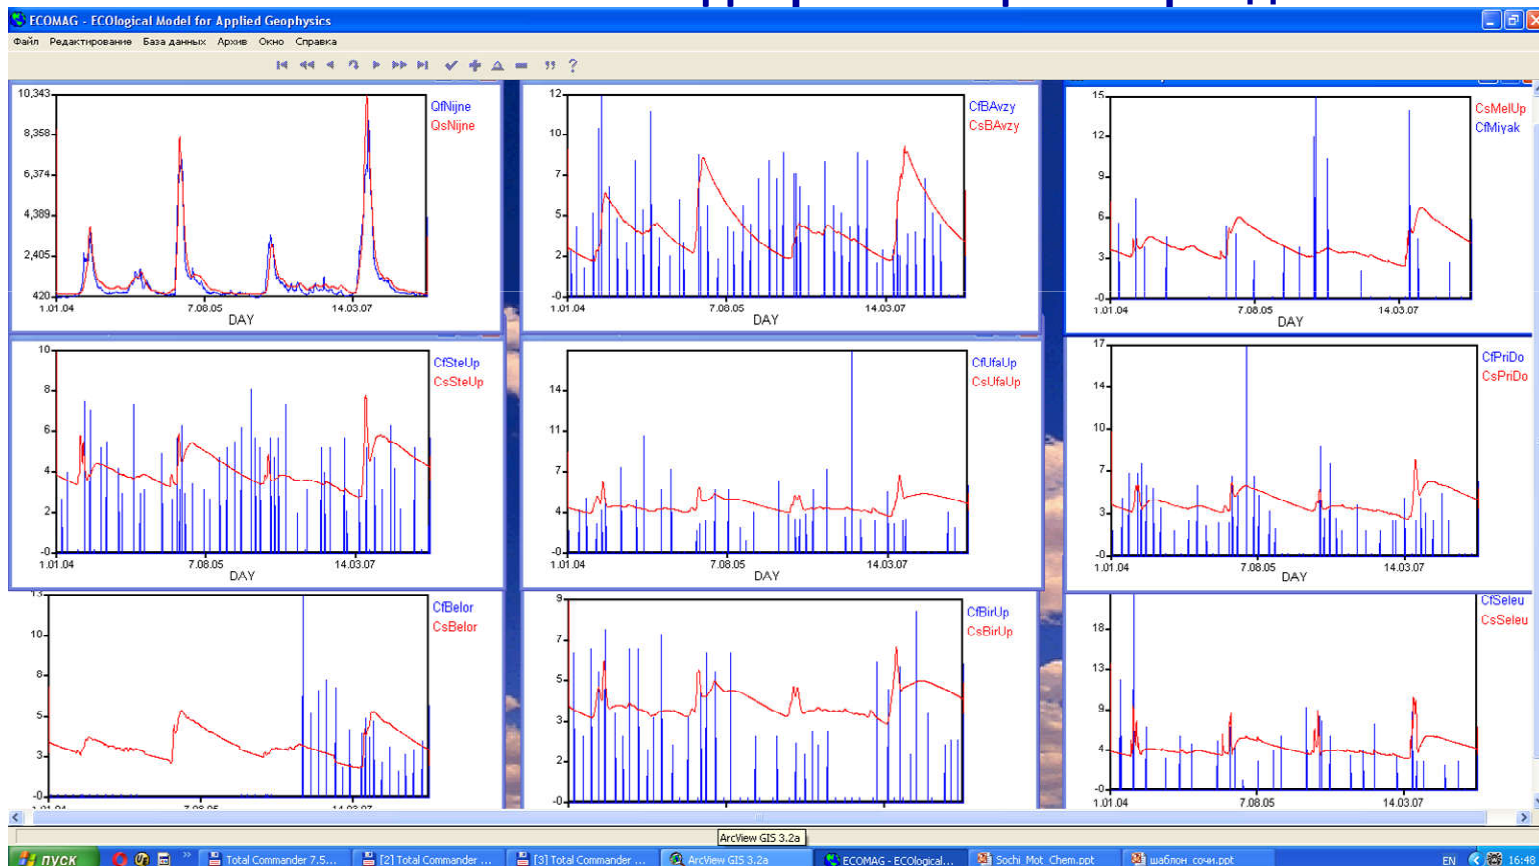 ECOMAG - ECOlogical Model for Applied Geophysics
Файл Редактирование База данных Архив Окно Справка
10,343
8,358
6,374
4,389
2,405
420
1.01.04 7.08.05 14.03.07
DAY
QfNijne
QsNijne
12
10
7
5
2
-0
1.01.04 7.08.05 14.03.07
DAY
CfBAvzy
CsBAvzy
15
12
9
6
3
-0
1.01.04 7.08.05 14.03.07
CsMelUp
CfMiyak
10
8
6
4
2
-0
1.01.04 7.08.05 14.03.07
DAY
CfSteUp
CsSteUp
14
11
7
4
-0
1.01.04 7.08.05 14.03.07
DAY
CfUfaUp
CsUfaUp
17
14
10
7
3
-0
1.01.04 7.08.05 14.03.07
DAY
CfPriDo
CsPriDo
13
10
8
5
3
-0
1.01.04 7.08.05 14.03.07
CfBelor
CsBelor
9
7
5
3
2
-0
CfBirUp
CsBirUp
18
13
9
4
-0
1.01.04 7.08.05 14.03.07
CfSeleu
CsSeleu
ArcView GIS 3.2a
пуск Total Commander 7.5... [2] Total Commander ... [3] Total Commander ... ArcView GIS 3.2a ECOMAG - ECOlogical... Sochi_Mot_Chem.ppt шаблон_сочи.ppt EN 16:48